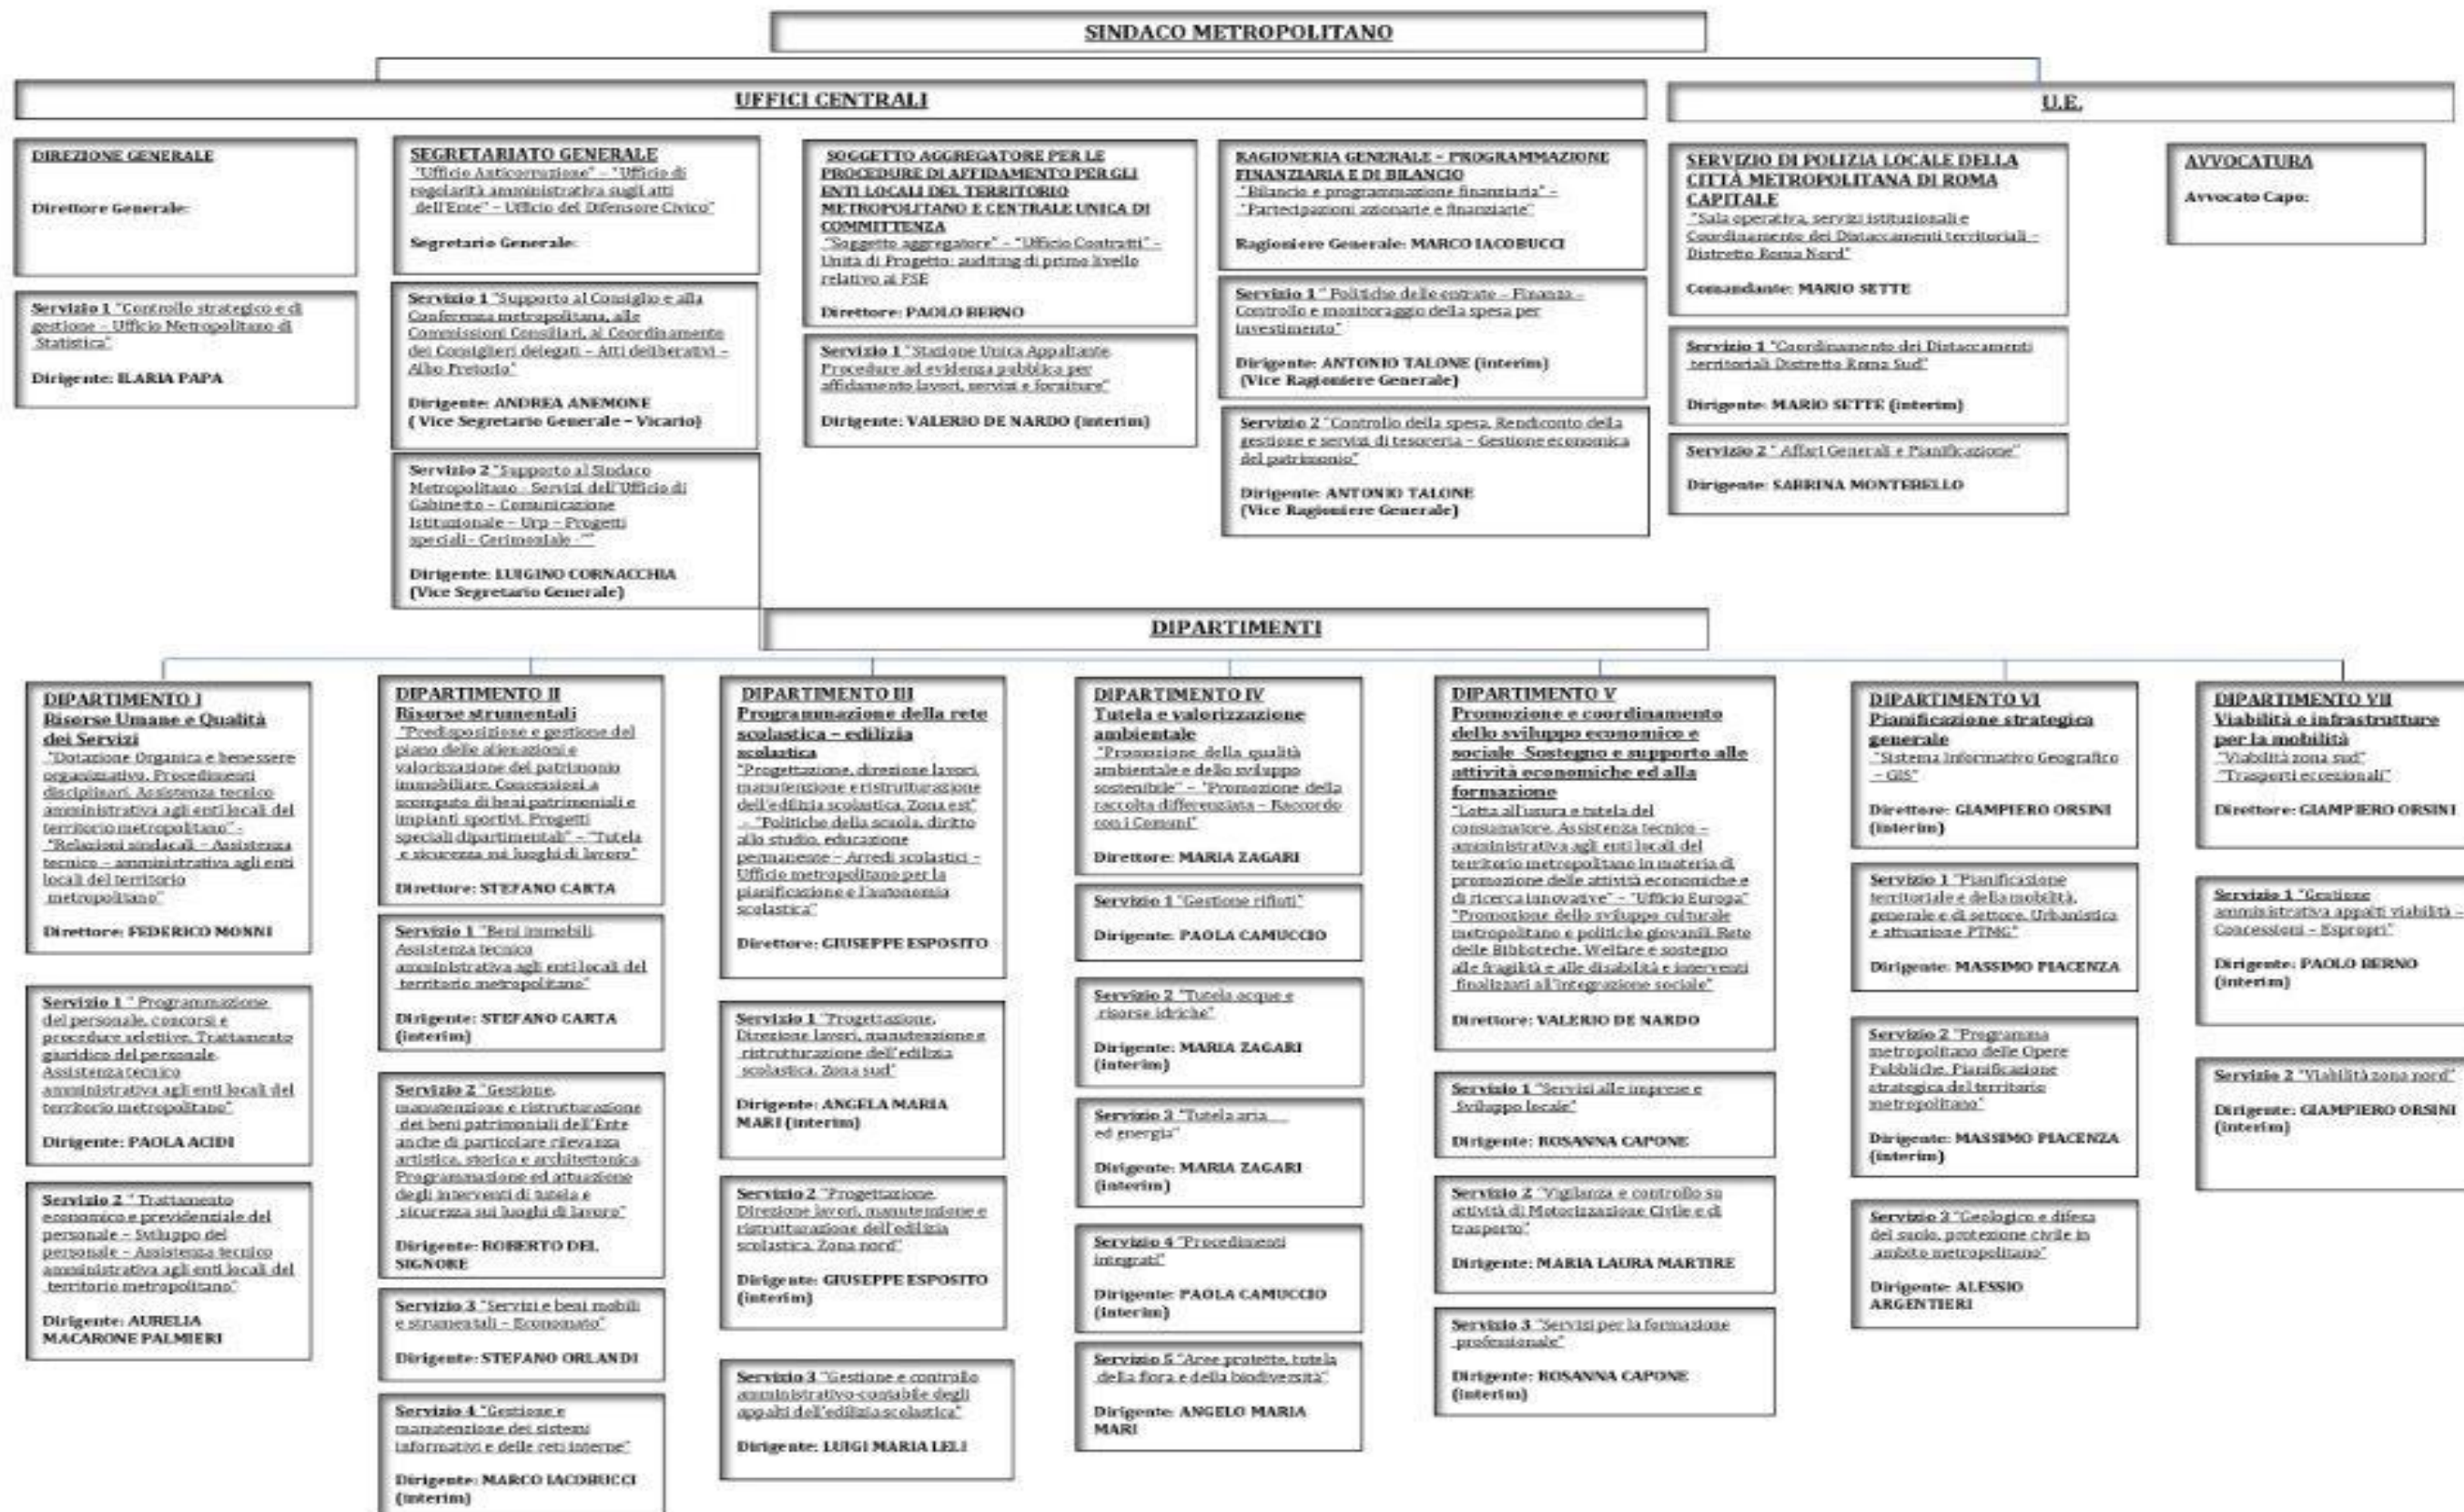 SINDACO METROPOLITANO
UFFICI CENTRALI
U.E.
DIREZIONE GENERALE
Direttore Generale:
Servizio 1 "Controllo strategico e di
gestione – Ufficio Metropolitano di
Statistica"
Dirigente: ILARIA PAPA
SEGRETARIATO GENERALE
"Ufficio Anticorruzione" – "Ufficio di
regolarità amministrativa sugli atti
dell'Ente" – Ufficio del Difensore Civico"
Segretario Generale:
Servizio 1 "Supporto al Consiglio e alla
Conferenza metropolitana, alle
Commissioni Consiliari, al Coordinamento
dei Consiglieri delegati – Atti deliberativi –
Albo Pretorio"
Dirigente: ANDREA ANEMONE
( Vice Segretario Generale – Vicario)
Servizio 2 "Supporto al Sindaco
Metropolitano - Servizi dell'Ufficio di
Gabinetto – Comunicazione
Istituzionale – Urp – Progetti
speciali- Cerimoniale -""
Dirigente: LUIGINO CORNACCHIA
(Vice Segretario Generale)
SOGGETTO AGGREGATORE PER LE
PROCEDURE DI AFFIDAMENTO PER GLI
ENTI LOCALI DEL TERRITORIO
METROPOLITANO E CENTRALE UNICA DI
COMMITTENZA
"Soggetto aggregatore" – "Ufficio Contratti" –
Unità di Progetto: auditing di primo livello
relativo al FSE
Direttore: PAOLO BERNO
Servizio 1 "Stazione Unica Appaltante
Procedure ad evidenza pubblica per
affidamento lavori, servizi e forniture"
Dirigente: VALERIO DE NARDO (interim)
RAGIONERIA GENERALE – PROGRAMMAZIONE
FINANZIARIA E DI BILANCIO
"Bilancio e programmazione finanziaria" –
"Partecipazioni azionarie e finanziarie"
Ragioniere Generale: MARCO IACOBUCCI
Servizio 1 " Politiche delle entrate – Finanza –
Controllo e monitoraggio della spesa per
investimento"
Dirigente: ANTONIO TALONE (interim)
(Vice Ragioniere Generale)
Servizio 2 "Controllo della spesa, Rendiconto della
gestione e servizi di tesoreria – Gestione economica
del patrimonio"
Dirigente: ANTONIO TALONE
(Vice Ragioniere Generale)
SERVIZIO DI POLIZIA LOCALE DELLA
CITTÀ METROPOLITANA DI ROMA
CAPITALE
"Sala operativa, servizi istituzionali e
Coordinamento dei Distaccamenti territoriali –
Distretto Roma Nord"
Comandante: MARIO SETTE
Servizio 1 "Coordinamento dei Distaccamenti
territoriali Distretto Roma Sud"
Dirigente: MARIO SETTE (interim)
Servizio 2 " Affari Generali e Pianificazione"
Dirigente: SABRINA MONTEBELLO
AVVOCATURA
Avvocato Capo:
DIPARTIMENTI
DIPARTIMENTO I
Risorse Umane e Qualità
dei Servizi
"Dotazione Organica e benessere
organizzativo, Procedimenti
disciplinari. Assistenza tecnico
amministrativa agli enti locali del
territorio metropolitano" -
"Relazioni sindacali – Assistenza
tecnico – amministrativa agli enti
locali del territorio
metropolitano"
Direttore: FEDERICO MONNI
Servizio 1 " Programmazione
del personale, concorsi e
procedure selettive, Trattamento
giuridico del personale.
Assistenza tecnico
amministrativa agli enti locali del
territorio metropolitano"
Dirigente: PAOLA ACIDI
Servizio 2 " Trattamento
economico e previdenziale del
personale – Sviluppo del
personale – Assistenza tecnico
amministrativa agli enti locali del
territorio metropolitano"
Dirigente: AURELIA
MACARONE PALMIERI
DIPARTIMENTO II
Risorse strumentali
"Predisposizione e gestione del
piano delle alienazioni e
valorizzazione del patrimonio
immobiliare. Concessioni a
scomputo di beni patrimoniali e
impianti sportivi. Progetti
speciali dipartimentali" – "Tutela
e sicurezza sui luoghi di lavoro"
Direttore: STEFANO CARTA
Servizio 1 "Beni immobili.
Assistenza tecnico
amministrativa agli enti locali del
territorio metropolitano"
Dirigente: STEFANO CARTA
(interim)
Servizio 2 "Gestione,
manutenzione e ristrutturazione
dei beni patrimoniali dell'Ente
anche di particolare rilevanza
artistica, storica e architettonica.
Programmazione ed attuazione
degli interventi di tutela e
sicurezza sui luoghi di lavoro"
Dirigente: ROBERTO DEL
SIGNORE
Servizio 3 "Servizi e beni mobili
e strumentali – Economato"
Dirigente: STEFANO ORLANDI
Servizio 4 "Gestione e
manutenzione dei sistemi
informativi e delle reti interne"
Dirigente: MARCO IACOBUCCI
(interim)
DIPARTIMENTO III
Programmazione della rete
scolastica – edilizia
scolastica
"Progettazione, direzione lavori,
manutenzione e ristrutturazione
dell'edilizia scolastica. Zona est"
– "Politiche della scuola, diritto
allo studio, educazione
permanente – Arredi scolastici –
Ufficio metropolitano per la
pianificazione e l'autonomia
scolastica"
Direttore: GIUSEPPE ESPOSITO
Servizio 1 "Progettazione,
Direzione lavori, manutenzione e
ristrutturazione dell'edilizia
scolastica. Zona sud"
Dirigente: ANGELA MARIA
MARI (interim)
Servizio 2 "Progettazione,
Direzione lavori, manutenzione e
ristrutturazione dell'edilizia
scolastica. Zona nord"
Dirigente: GIUSEPPE ESPOSITO
(interim)
Servizio 3 "Gestione e controllo
amministrativo-contabile degli
appalti dell'edilizia scolastica"
Dirigente: LUIGI MARIA LELI
DIPARTIMENTO IV
Tutela e valorizzazione
ambientale
"Promozione della qualità
ambientale e dello sviluppo
sostenibile" – "Promozione della
raccolta differenziata – Raccordo
con i Comuni"
Direttore: MARIA ZAGARI
Servizio 1 "Gestione rifiuti"
Dirigente: PAOLA CAMUCCIO
Servizio 2 "Tutela acque e
risorse idriche"
Dirigente: MARIA ZAGARI
(interim)
Servizio 3 "Tutela aria
ed energia"
Dirigente: MARIA ZAGARI
(interim)
Servizio 4 "Procedimenti
integrati"
Dirigente: PAOLA CAMUCCIO
(interim)
Servizio 5 "Aree protette, tutela
della flora e della biodiversità"
Dirigente: ANGELO MARIA
MARI
DIPARTIMENTO V
Promozione e coordinamento
dello sviluppo economico e
sociale -Sostegno e supporto alle
attività economiche ed alla
formazione
"Lotta all'usura e tutela del
consumatore. Assistenza tecnico –
amministrativa agli enti locali del
territorio metropolitano in materia di
promozione delle attività economiche e
di ricerca innovative" – "Ufficio Europa"
"Promozione dello sviluppo culturale
metropolitano e politiche giovanili. Rete
delle Biblioteche. Welfare e sostegno
alle fragilità e alle disabilità e interventi
finalizzati all'integrazione sociale"
Direttore: VALERIO DE NARDO
Servizio 1 "Servizi alle imprese e
Sviluppo locale"
Dirigente: ROSANNA CAPONE
Servizio 2 "Vigilanza e controllo su
attività di Motorizzazione Civile e di
trasporto"
Dirigente: MARIA LAURA MARTIRE
Servizio 3 "Servizi per la formazione
professionale"
Dirigente: ROSANNA CAPONE
(interim)
DIPARTIMENTO VI
Pianificazione strategica
generale
"Sistema Informativo Geografico
– GIS"
Direttore: GIAMPIERO ORSINI
(interim)
Servizio 1 "Pianificazione
territoriale e della mobilità,
generale e di settore. Urbanistica
e attuazione PTMG"
Dirigente: MASSIMO PIACENZA
Servizio 2 "Programma
metropolitano delle Opere
Pubbliche. Pianificazione
strategica del territorio
metropolitano"
Dirigente: MASSIMO PIACENZA
(interim)
Servizio 3 "Geologico e difesa
del suolo, protezione civile in
ambito metropolitano"
Dirigente: ALESSIO
ARGENTIERI
DIPARTIMENTO VII
Viabilità e infrastrutture
per la mobilità
"Viabilità zona sud"
"Trasporti eccezionali"
Direttore: GIAMPIERO ORSINI
Servizio 1 "Gestione
amministrativa appalti viabilità –
Concessioni – Espropri"
Dirigente: PAOLO BERNO
(interim)
Servizio 2 "Viabilità zona nord"
Dirigente: GIAMPIERO ORSINI
(interim)